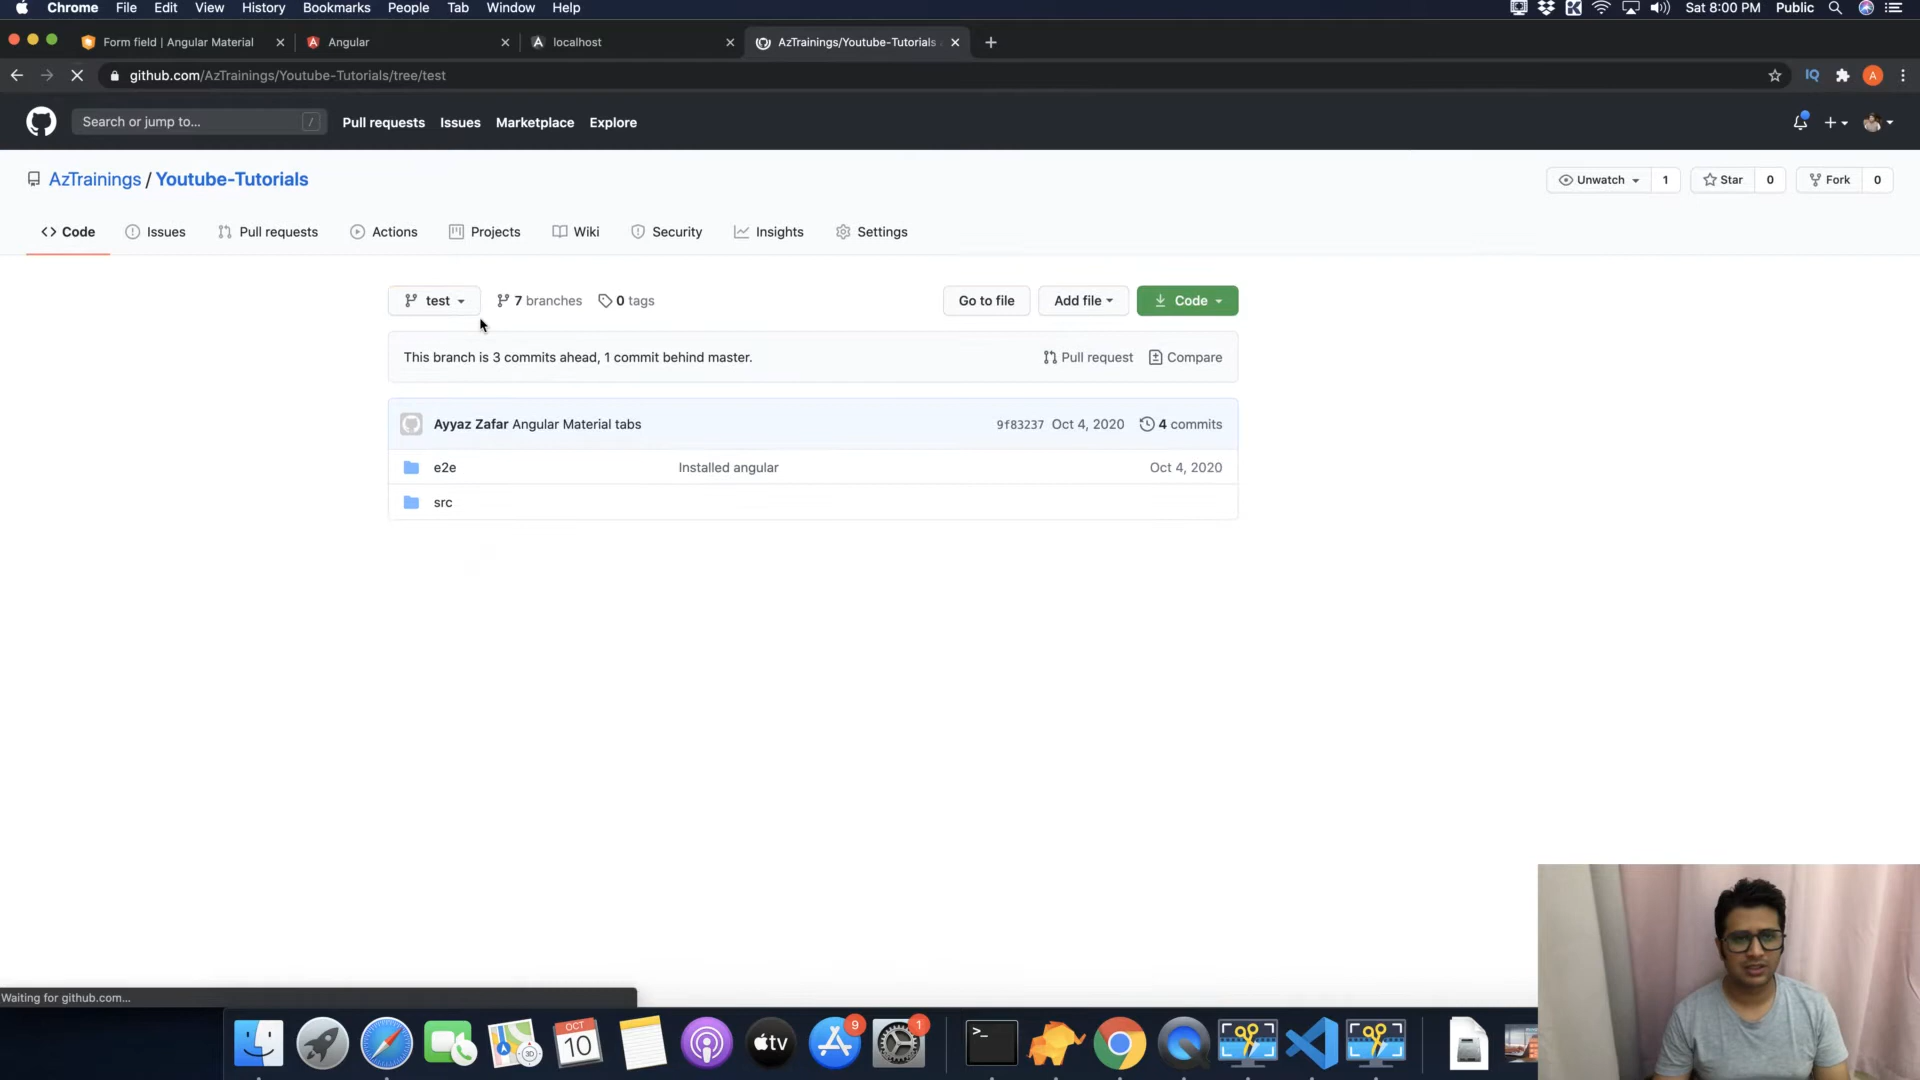 Chrome File Edit View History Bookmarks People Tab Window Help Sat 8:00 PM Public
Form field | Angular Material Angular localhost AzTrainings/Youtube-Tutorials
github.com/AzTrainings/Youtube-Tutorials/tree/test IQ A
Search or jump to... / Pull requests Issues Marketplace Explore
AzTrainings / Youtube-Tutorials Unwatch 1 Star 0 Fork 0
Code Issues Pull requests Actions Projects Wiki Security Insights Settings
test 7 branches 0 tags Go to file Add file Code
This branch is 3 commits ahead, 1 commit behind master. Pull request Compare
Ayyaz Zafar Angular Material tabs 9f83237 Oct 4, 2020 4 commits
e2e Installed angular Oct 4, 2020
src
Waiting for github.com...
OCT 10 tv 9 1